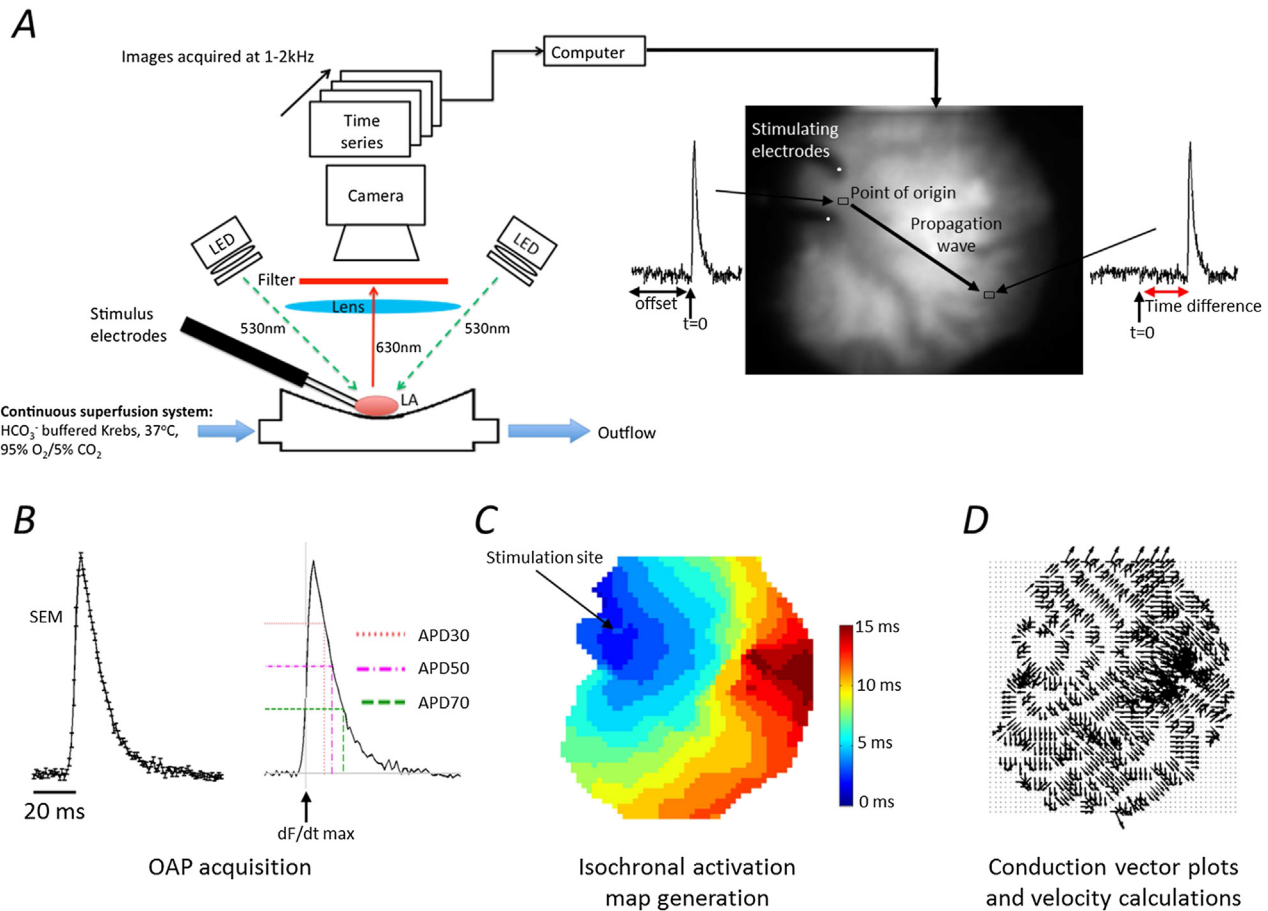 A
Images acquired at 1-2kHz
Computer
Time
series
Camera
LED
LED
Filter
Lens
Stimulus
electrodes
530nm
630nm
530nm
LA
Continuous superfusion system:
HCO3- buffered Krebs, 37oC,
95% O2/5% CO2
Outflow
Stimulating
electrodes
Point of origin
Propagation
wave
offset
t=0
Time difference
t=0
B
SEM
20 ms
APD30
APD50
APD70
dF/dt max
OAP acquisition
C
Stimulation site
15 ms
10 ms
5 ms
0 ms
Isochronal activation
map generation
D
Conduction vector plots
and velocity calculations